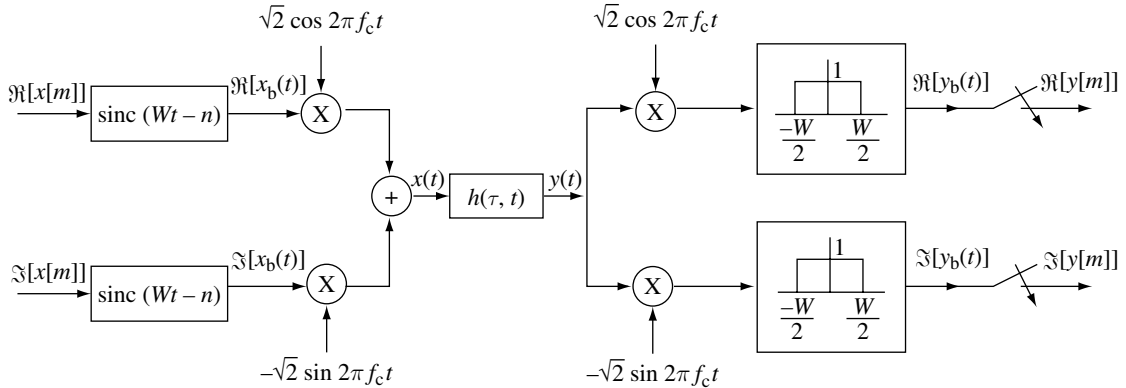 √2 cos 2πf_c t
√2 cos 2πf_c t
ℜ[x[m]]
sinc (Wt – n)
ℜ[x_b(t)]
X
X
1
–W/2
W/2
ℜ[y_b(t)]
ℜ[y[m]]
+
x(t)
h(τ, t)
y(t)
ℑ[x[m]]
sinc (Wt – n)
ℑ[x_b(t)]
X
X
1
–W/2
W/2
ℑ[y_b(t)]
ℑ[y[m]]
–√2 sin 2πf_c t
–√2 sin 2πf_c t